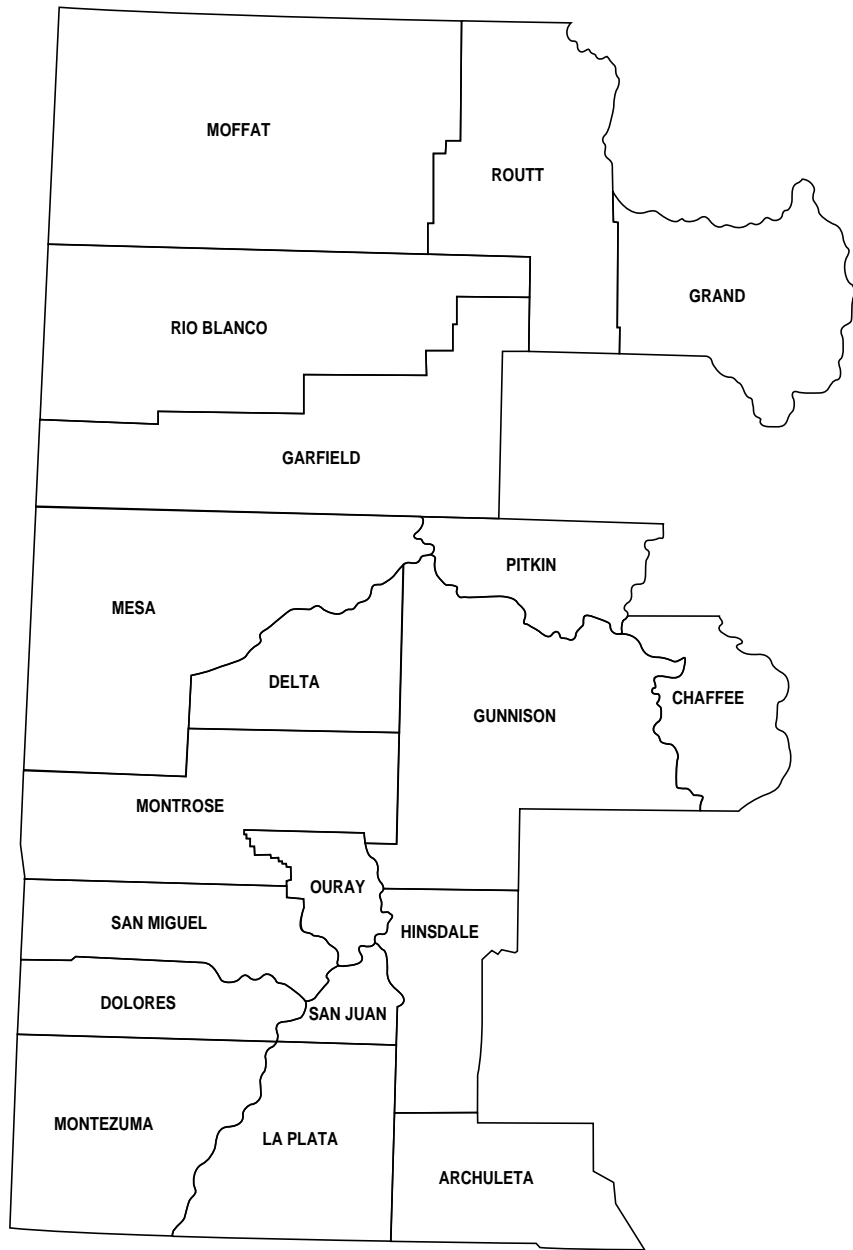 MOFFAT
ROUTT
GRAND
RIO BLANCO
GARFIELD
PITKIN
MESA
DELTA
CHAFFEE
GUNNISON
MONTROSE
OURAY
SAN MIGUEL
HINSDALE
DOLORES
SAN JUAN
MONTEZUMA
LA PLATA
ARCHULETA